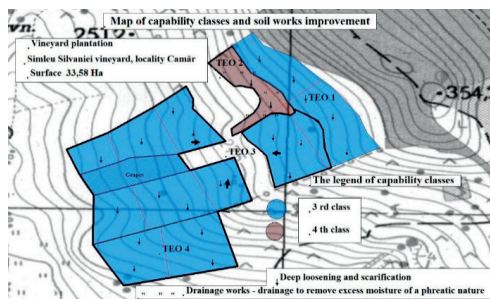 Map of capability classes and soil works improvement
Vineyard plantation
Simleu Silvaniei vineyard, locality Camăr
Surface 33,58 Ha
2512
TEO 2
TEO 1
354,
TEO 3
Grapes
The legend of capability classes
3 rd class
4 th class
TEO 4
Deep loosening and scarification
Drainage works - drainage to remove excess moisture of a phreatic nature